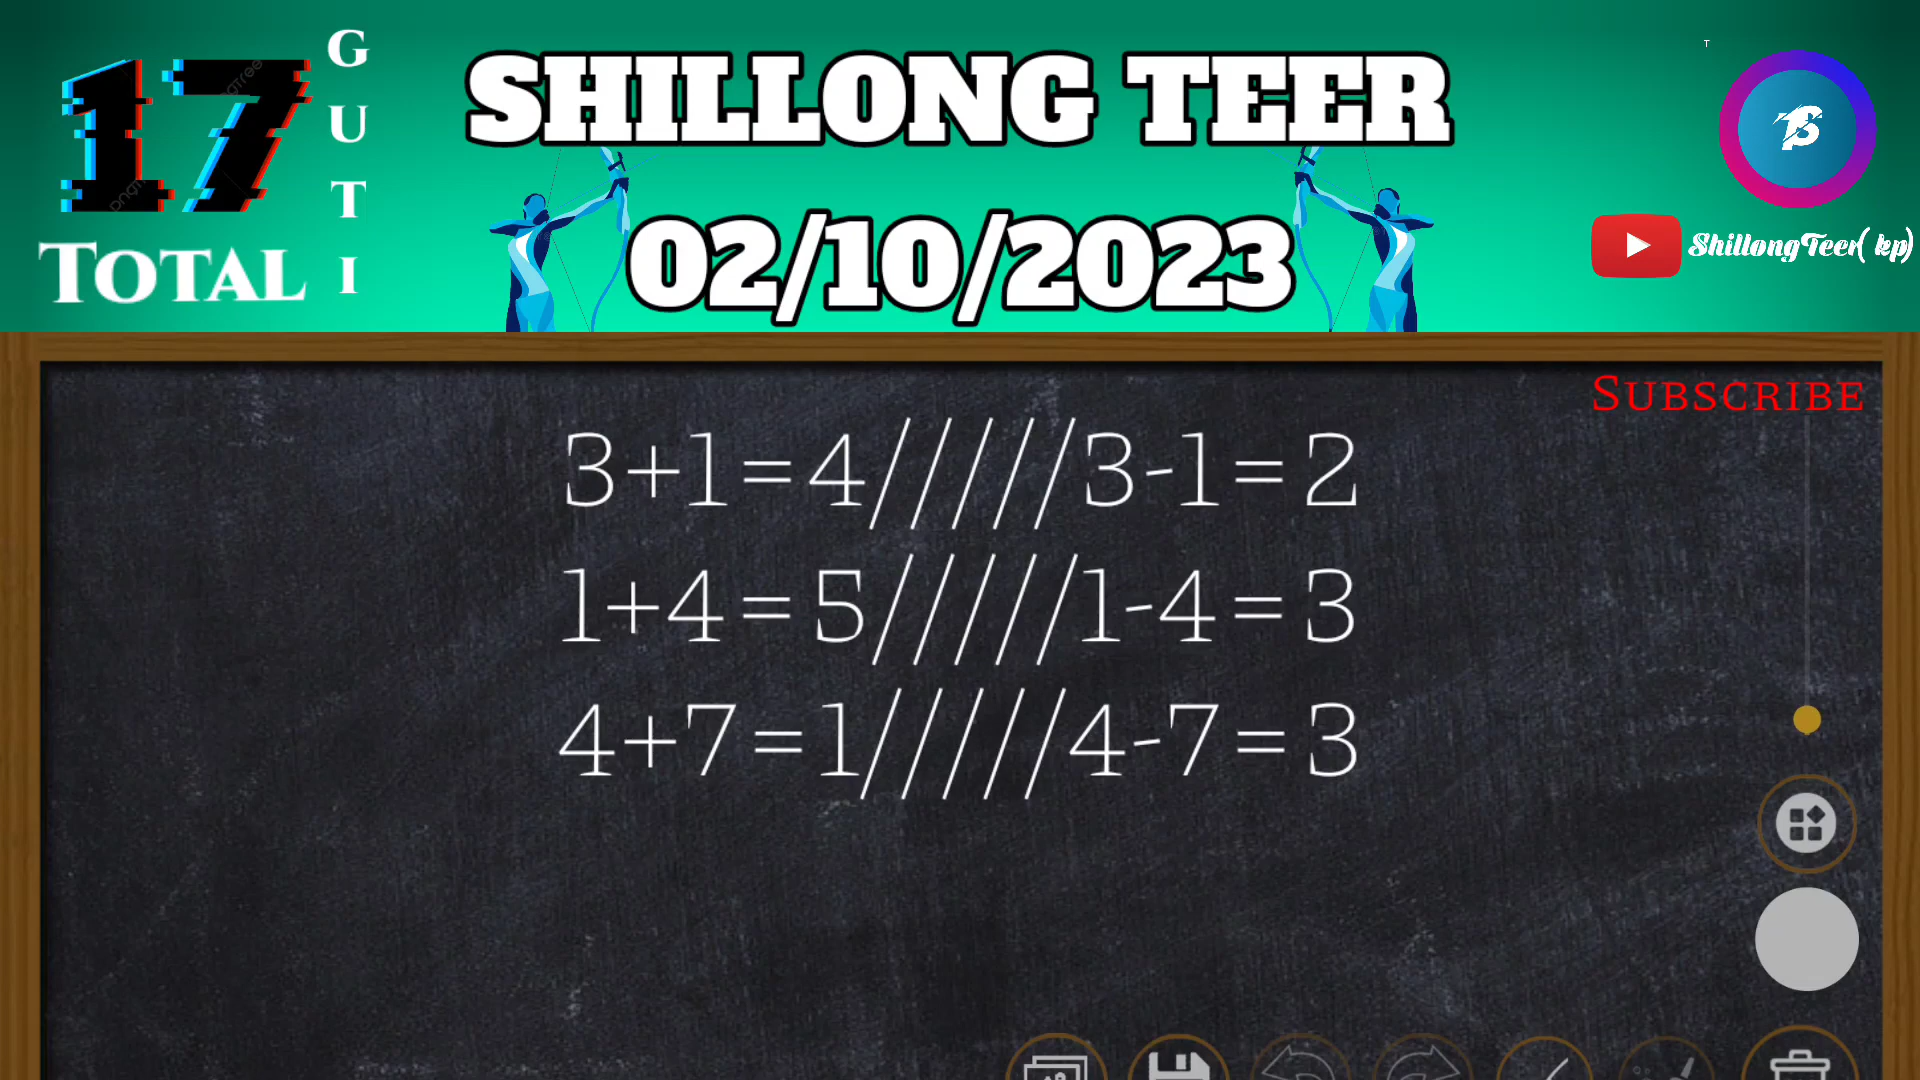 17
GUTI
TOTAL
SHILLONG TEER
02/10/2023
T
ShillongTeer( kp)
SUBSCRIBE
3+1=4/////3-1=2
1+4=5/////1-4=3
4+7=1/////4-7=3